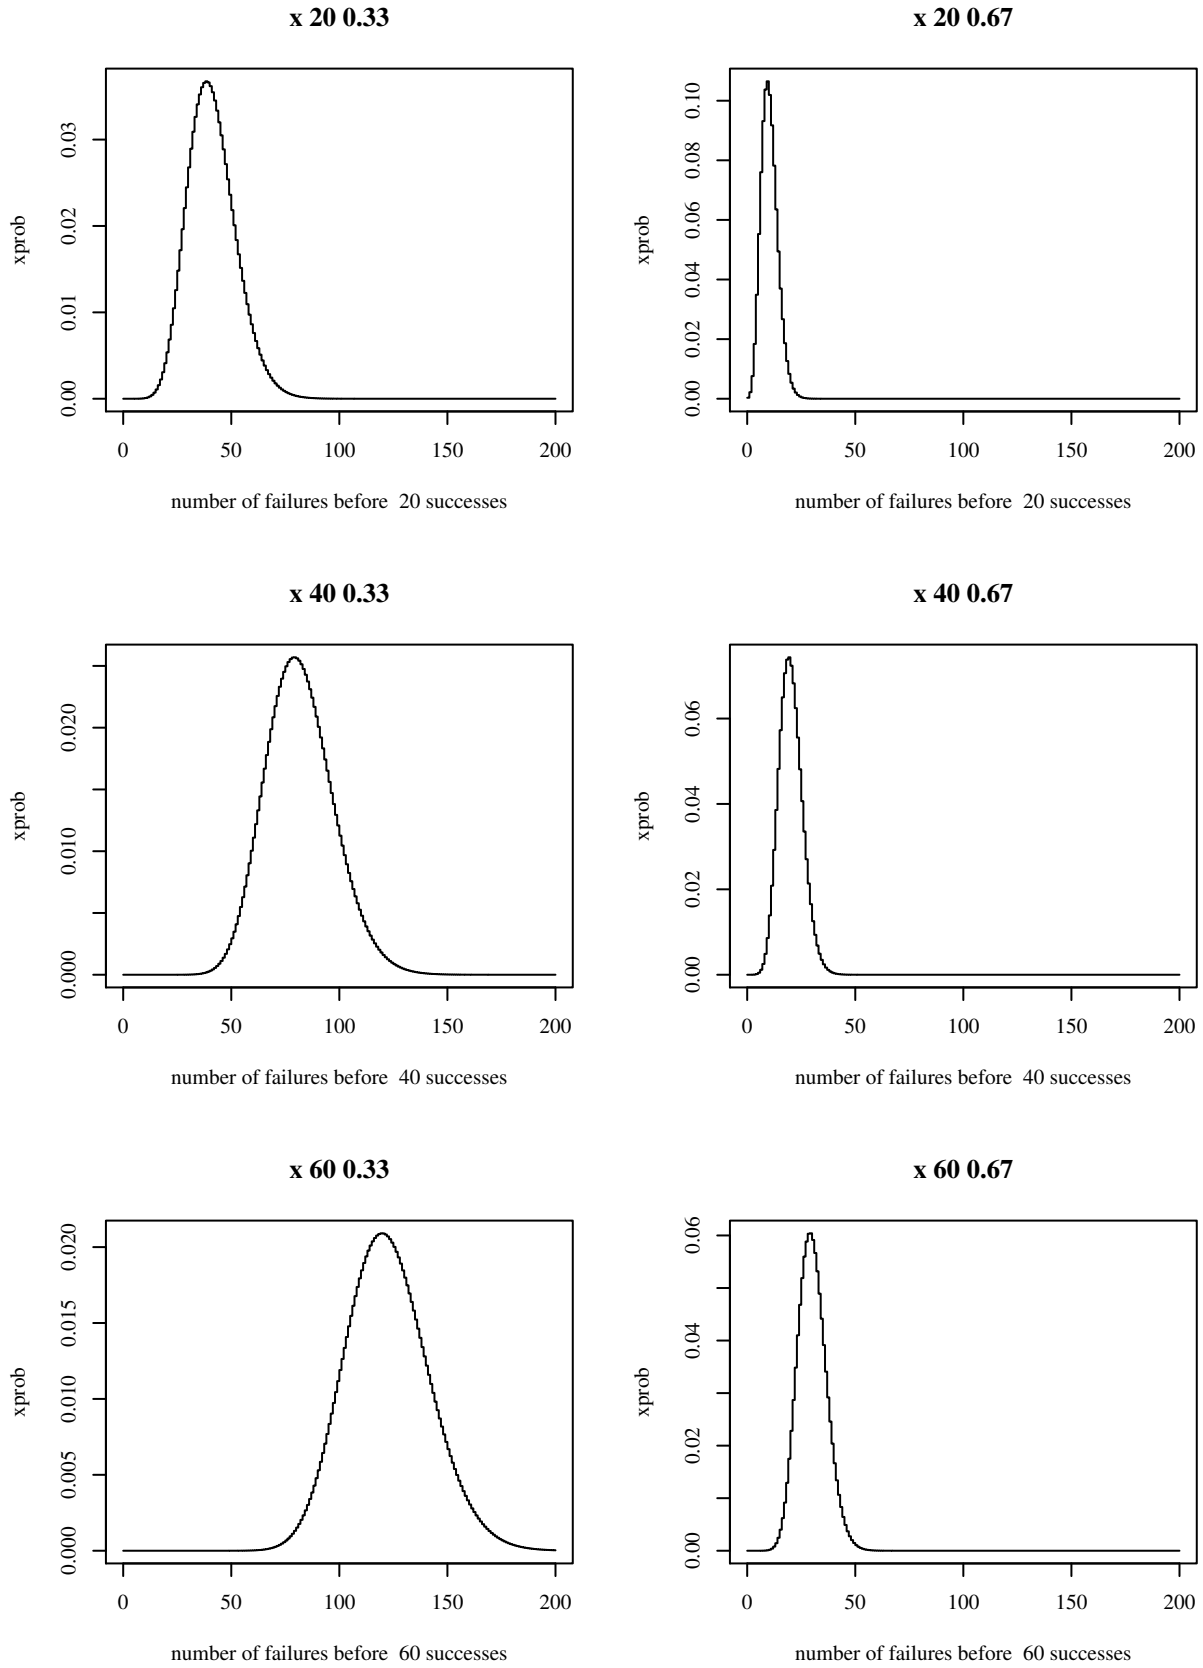 x 20 0.33
xprob
0.03
0.02
0.01
0.00
0 50 100 150 200
number of failures before  20 successes
x 20 0.67
xprob
0.10
0.08
0.06
0.04
0.02
0.00
0 50 100 150 200
number of failures before  20 successes
x 40 0.33
xprob
0.020
0.010
0.000
0 50 100 150 200
number of failures before  40 successes
x 40 0.67
xprob
0.06
0.04
0.02
0.00
0 50 100 150 200
number of failures before  40 successes
x 60 0.33
xprob
0.020
0.015
0.010
0.005
0.000
0 50 100 150 200
number of failures before  60 successes
x 60 0.67
xprob
0.06
0.04
0.02
0.00
0 50 100 150 200
number of failures before  60 successes